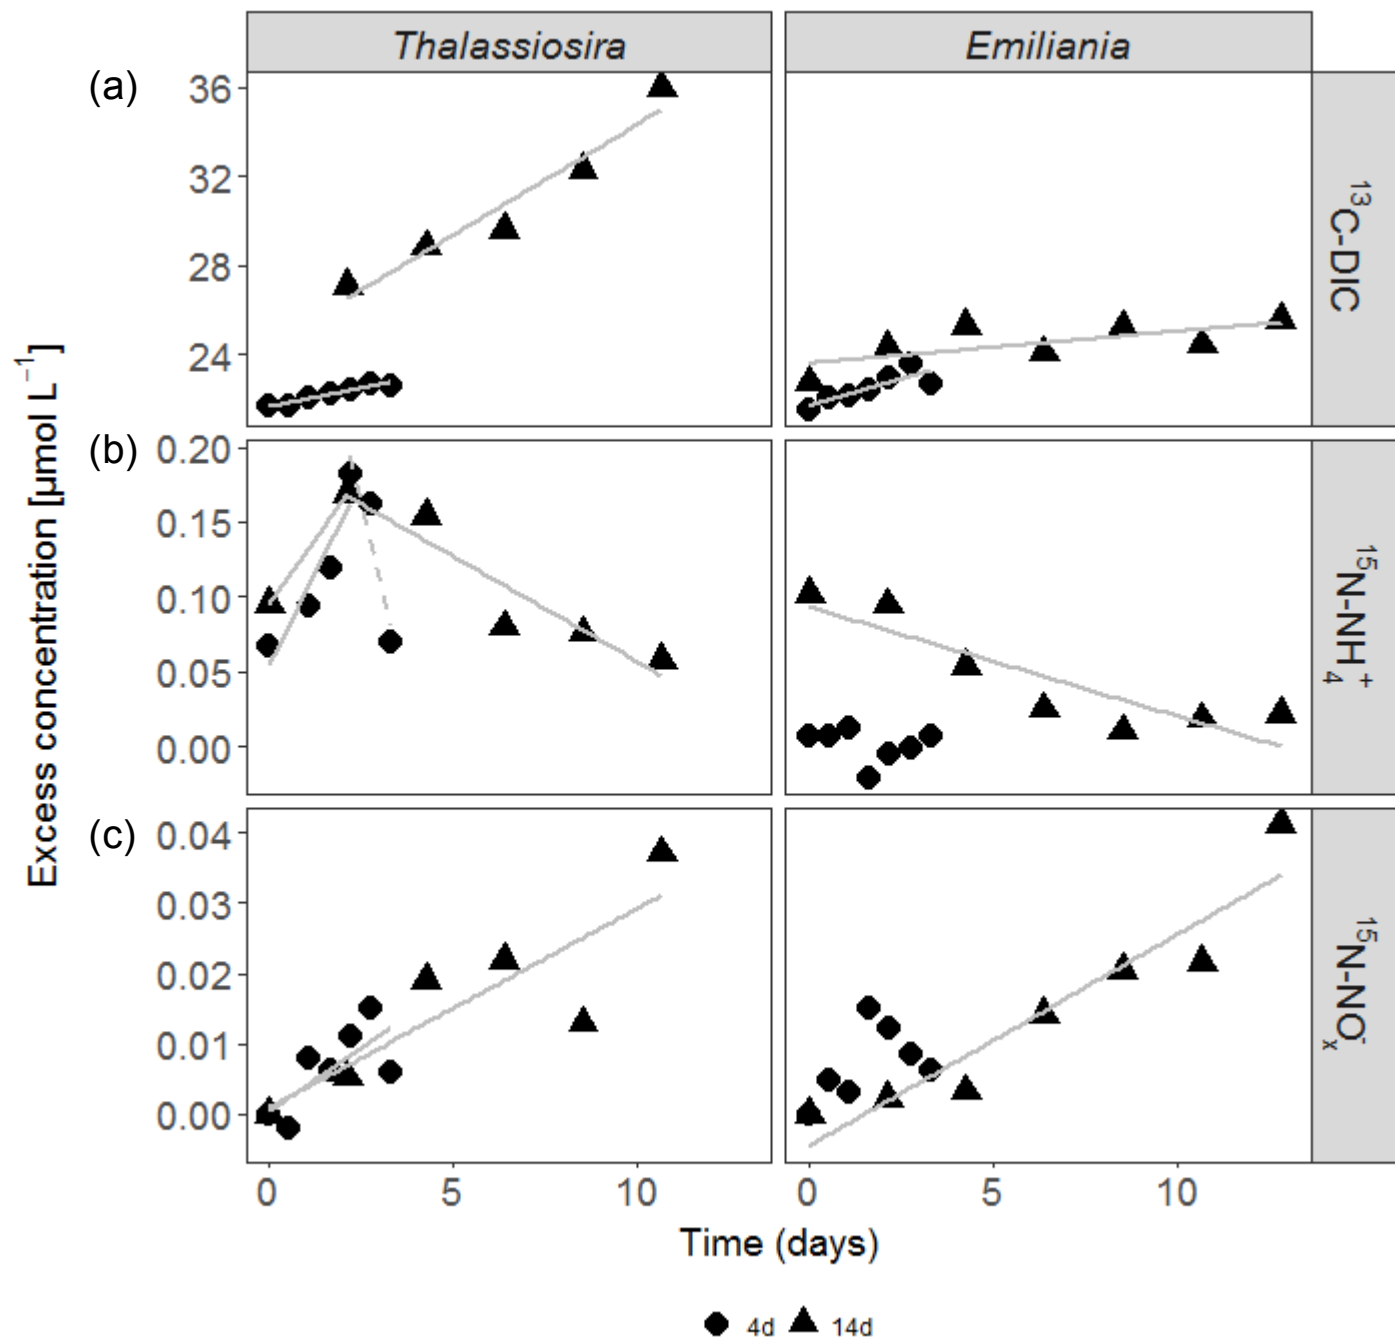 Thalassiosira
Emiliania
(a)
36
32
28
24
¹³C-DIC
(b)
0.20
0.15
0.10
0.05
0.00
¹⁵N-NH₄⁺
(c)
0.04
0.03
0.02
0.01
0.00
¹⁵N-NOₓ⁻
Excess concentration [µmol L⁻¹]
0 5 10
0 5 10
Time (days)
4d 14d